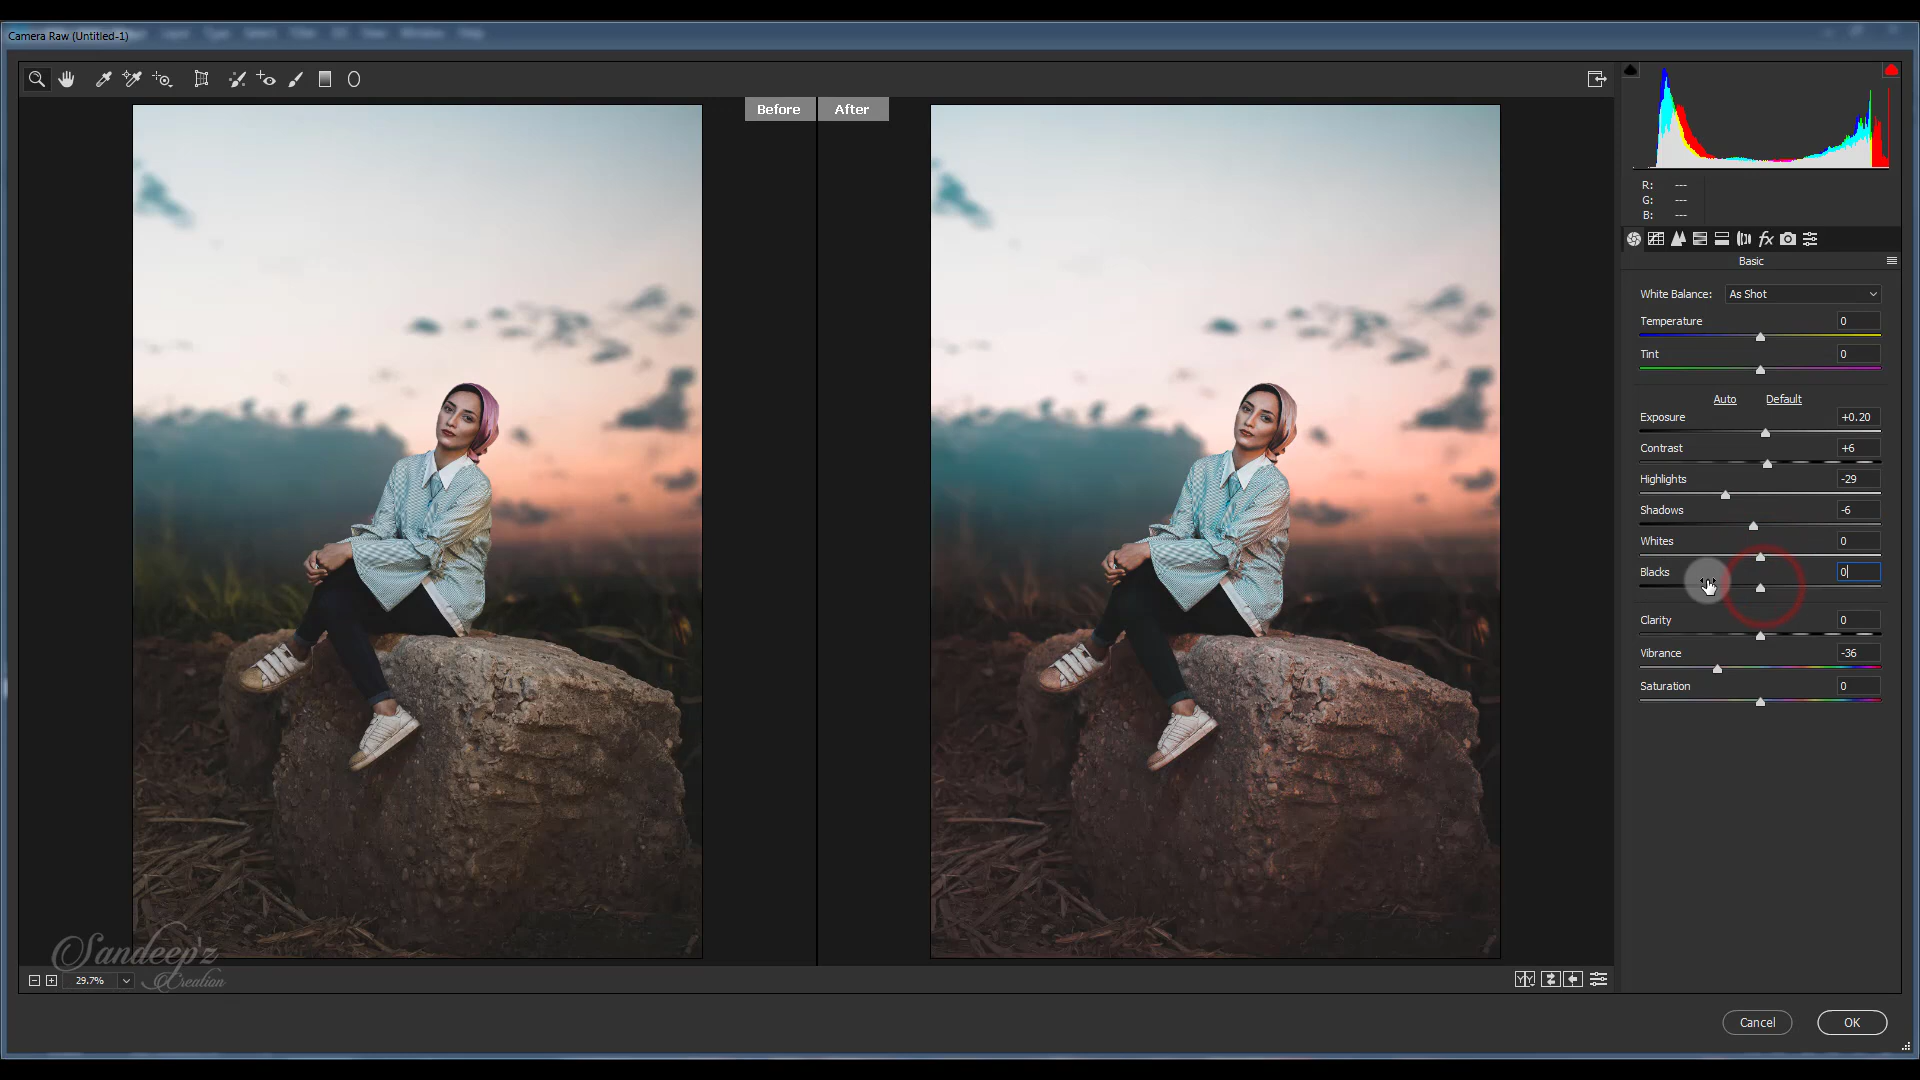 Camera Raw (Untitled-1)
Before
After
R: ---
G: ---
B: ---
fx
Basic
White Balance: As Shot
Temperature 0
Tint 0
Auto Default
Exposure +0.20
Contrast +6
Highlights -29
Shadows -6
Whites 0
Blacks 0
Clarity 0
Vibrance -36
Saturation 0
Sandeep'z
Creation
29.7%
Y Y
Cancel OK